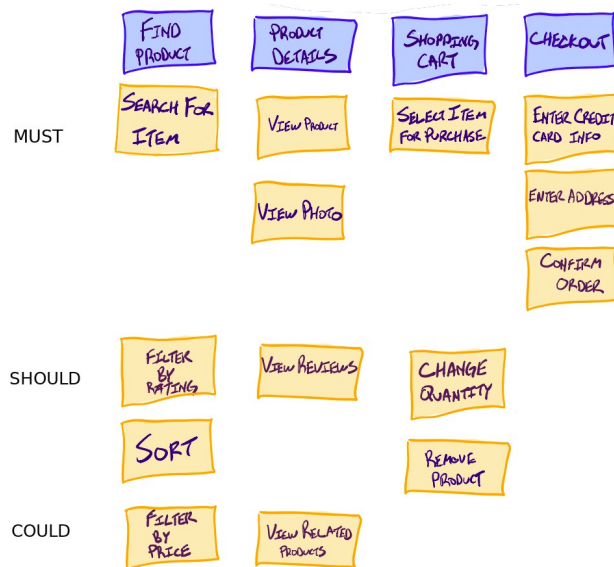 FIND
PRODUCT
PRODUCT
DETAILS
SHOPPING
CART
CHECKOUT
MUST
SEARCH FOR
ITEM
VIEW PRODUCT
SELECT ITEM
FOR PURCHASE
ENTER CREDIT
CARD INFO
VIEW PHOTO
ENTER ADDRESS
CONFIRM
ORDER
SHOULD
FILTER
BY
RATING
VIEW REVIEWS
CHANGE
QUANTITY
SORT
REMOVE
PRODUCT
COULD
FILTER
BY
PRICE
VIEW RELATED
PRODUCTS